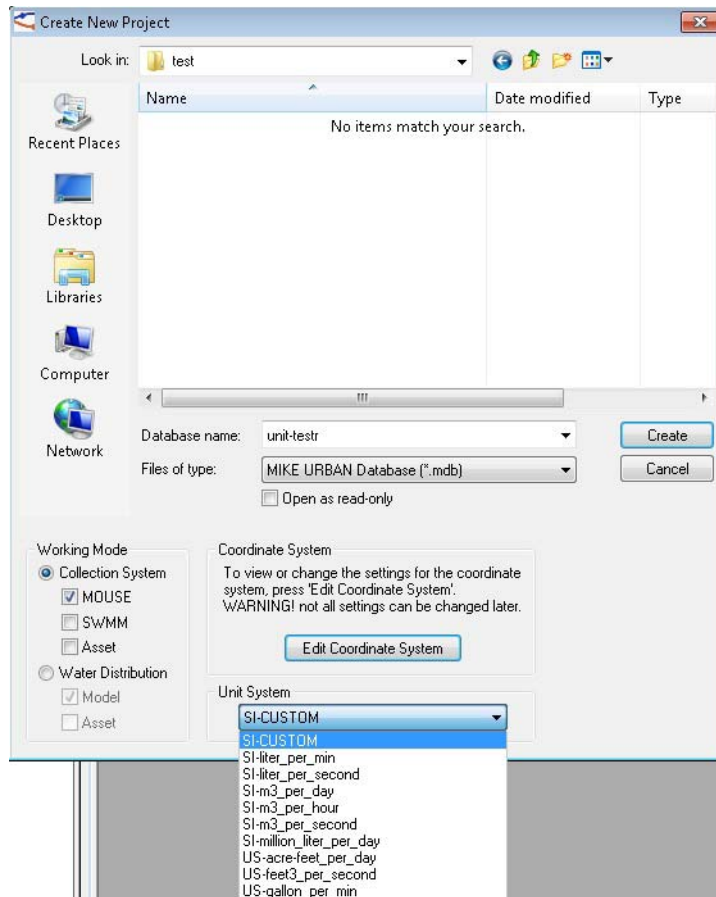 Create New Project
Look in:
test
Name
Date modified
Type
No items match your search.
Recent Places
Desktop
Libraries
Computer
Network
Database name:
unit-testr
Create
Files of type:
MIKE URBAN Database (*.mdb)
Cancel
Open as read-only
Working Mode
Collection System
MOUSE
SWMM
Asset
Water Distribution
Model
Asset
Coordinate System
To view or change the settings for the coordinate
system, press 'Edit Coordinate System'.
WARNING! not all settings can be changed later.
Edit Coordinate System
Unit System
SI-CUSTOM
SI-CUSTOM
SI-liter_per_min
SI-liter_per_second
SI-m3_per_day
SI-m3_per_hour
SI-m3_per_second
SI-million_liter_per_day
US-acre-feet_per_day
US-feet3_per_second
US-gallon_per_min